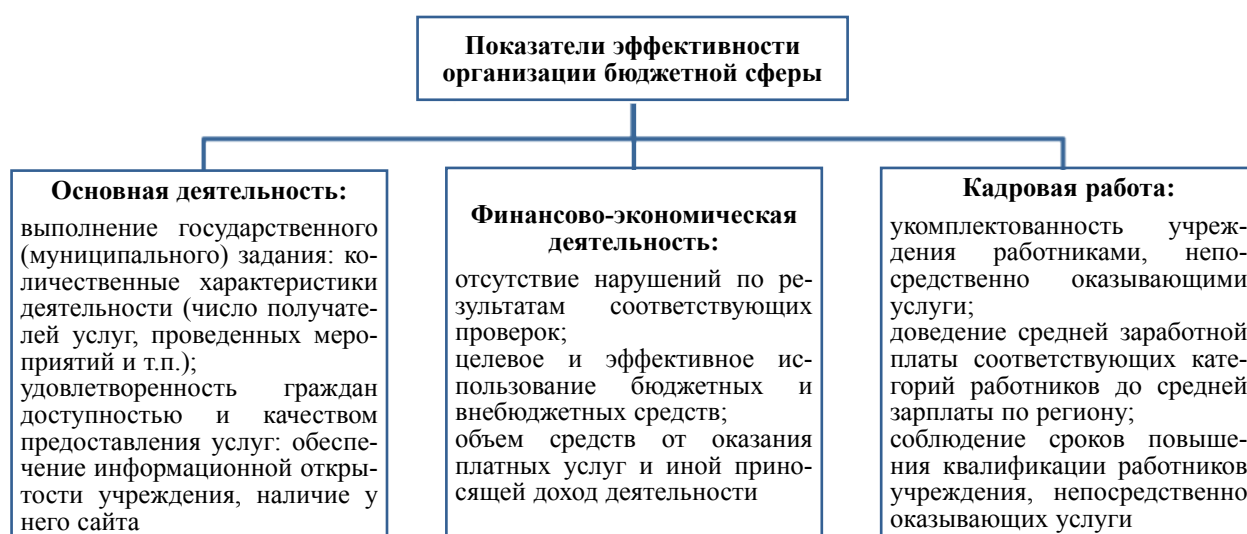 Показатели эффективности
организации бюджетной сферы
Основная деятельность:
выполнение государственного
(муниципального) задания: ко-
личественные характеристики
деятельности (число получате-
лей услуг, проведенных меро-
приятий и т.п.);
удовлетворенность граждан
доступностью и качеством
предоставления услуг: обеспе-
чение информационной откры-
тости учреждения, наличие у
него сайта
Финансово-экономическая
деятельность:
отсутствие нарушений по ре-
зультатам соответствующих
проверок;
целевое и эффективное ис-
пользование бюджетных и
внебюджетных средств;
объем средств от оказания
платных услуг и иной прино-
сящей доход деятельности
Кадровая работа:
укомплектованность учреж-
дения работниками, непо-
средственно оказывающими
услуги;
доведение средней заработной
платы соответствующих кате-
горий работников до средней
зарплаты по региону;
соблюдение сроков повыше-
ния квалификации работников
учреждения, непосредственно
оказывающих услуги